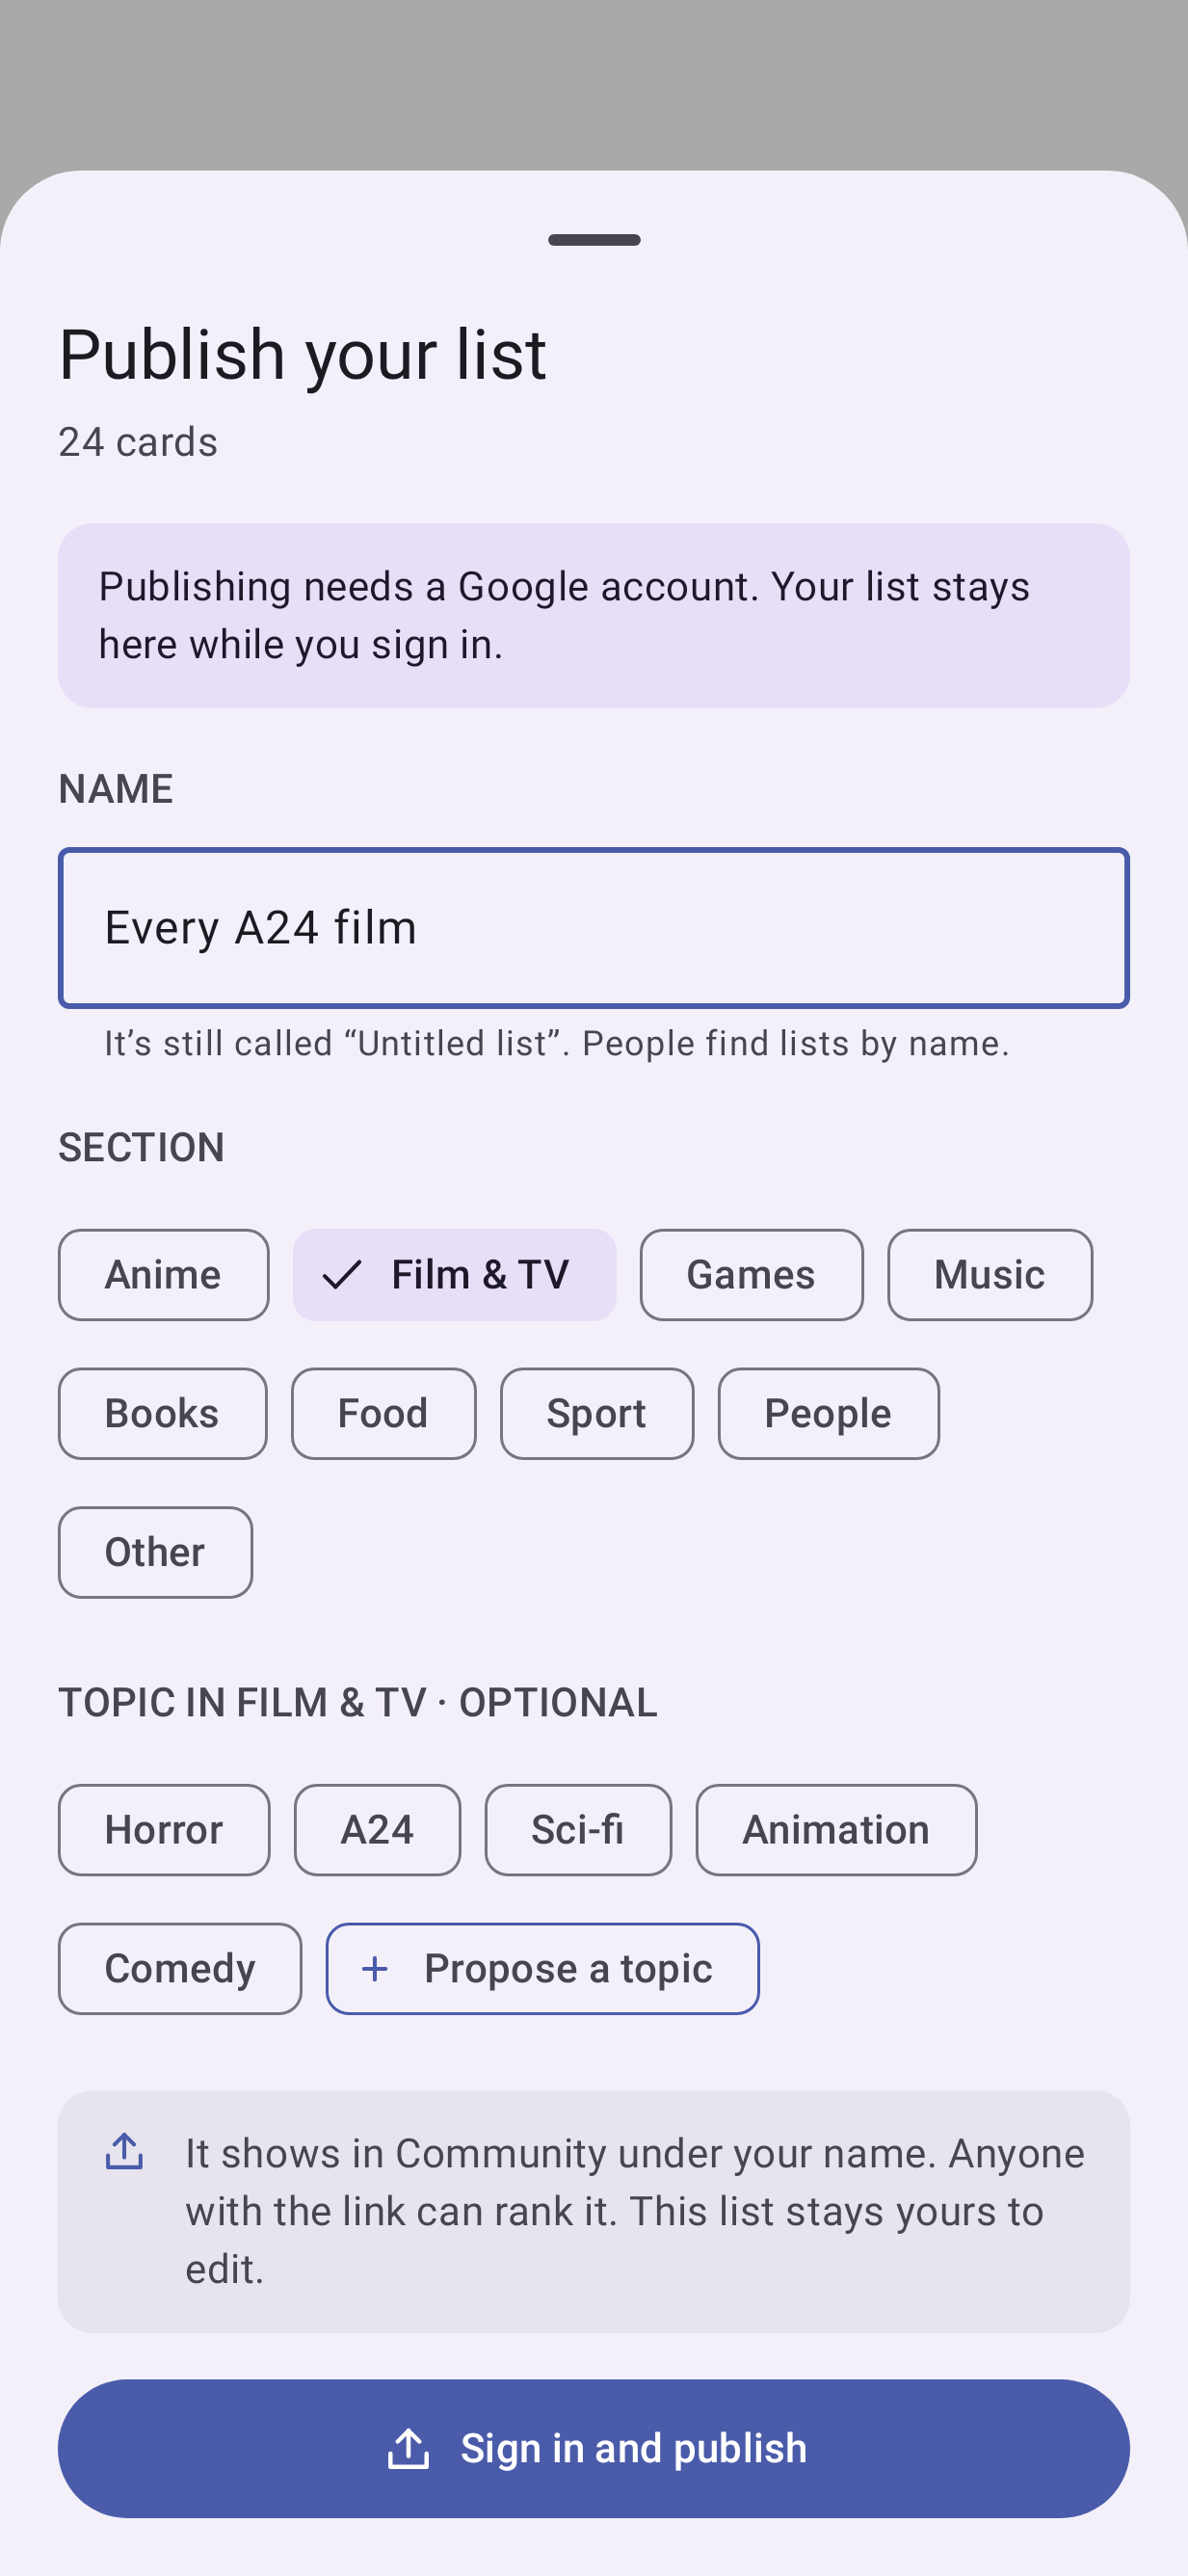 Publish your list
24 cards
Publishing needs a Google account. Your list stays
here while you sign in.
NAME
Every A24 film
It’s still called “Untitled list”. People find lists by name.
SECTION
Anime
Film & TV
Games
Music
Books
Food
Sport
People
Other
TOPIC IN FILM & TV · OPTIONAL
Horror
A24
Sci-fi
Animation
Comedy
Propose a topic
It shows in Community under your name. Anyone
with the link can rank it. This list stays yours to
edit.
Sign in and publish